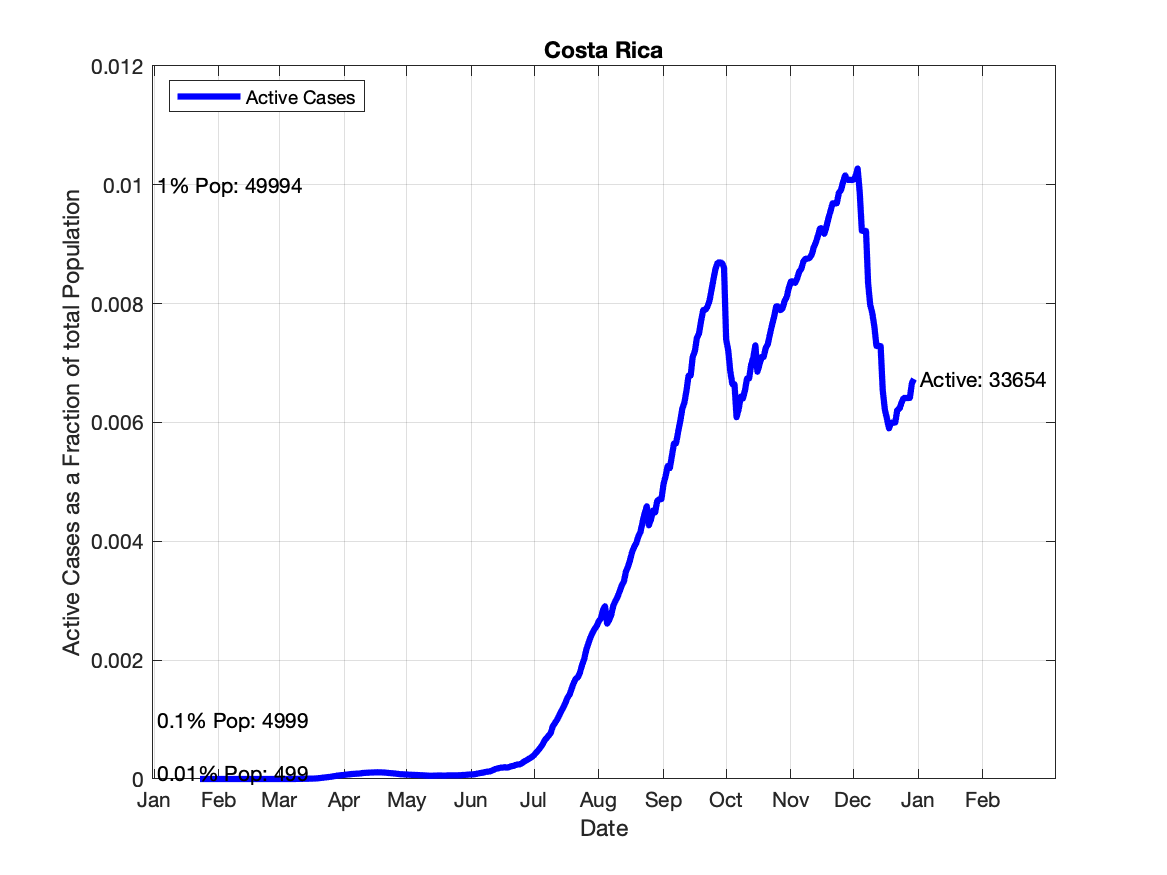 Costa Rica
0.012
Active Cases
0.01
1% Pop: 49994
0.008
Active: 33654
0.006
0.004
0.002
0.1% Pop: 4999
0.01% Pop: 499
0
Jan Feb Mar Apr May Jun Jul Aug Sep Oct Nov Dec Jan Feb
Date
Active Cases as a Fraction of total Population